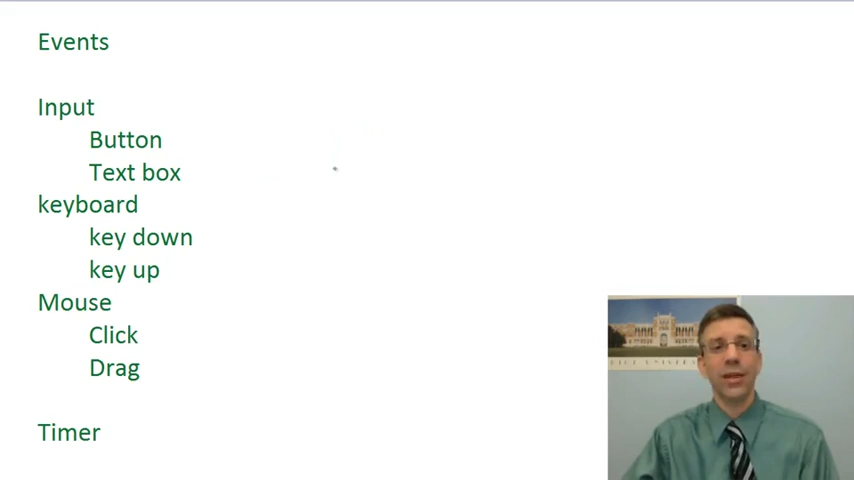 Events
Input
Button
Text box
keyboard
key down
key up
Mouse
Click
Drag
Timer